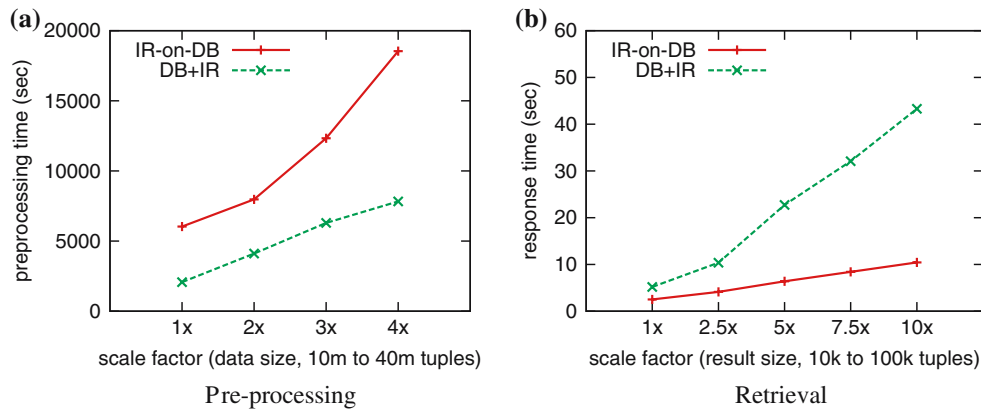 (a)
20000
15000
10000
5000
0
preprocessing time (sec)
IR-on-DB
DB+IR
1x 2x 3x 4x
scale factor (data size, 10m to 40m tuples)
Pre-processing
(b)
60
50
40
30
20
10
0
response time (sec)
IR-on-DB
DB+IR
1x 2.5x 5x 7.5x 10x
scale factor (result size, 10k to 100k tuples)
Retrieval